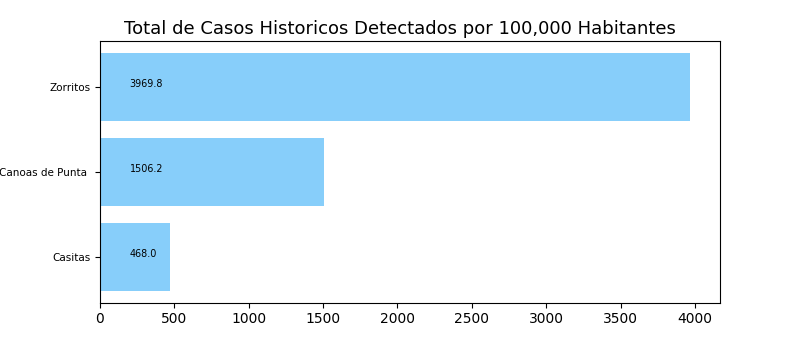 Total de Casos Historicos Detectados por 100,000 Habitantes
Zorritos
3969.8
Canoas de Punta
1506.2
Casitas
468.0
0 500 1000 1500 2000 2500 3000 3500 4000